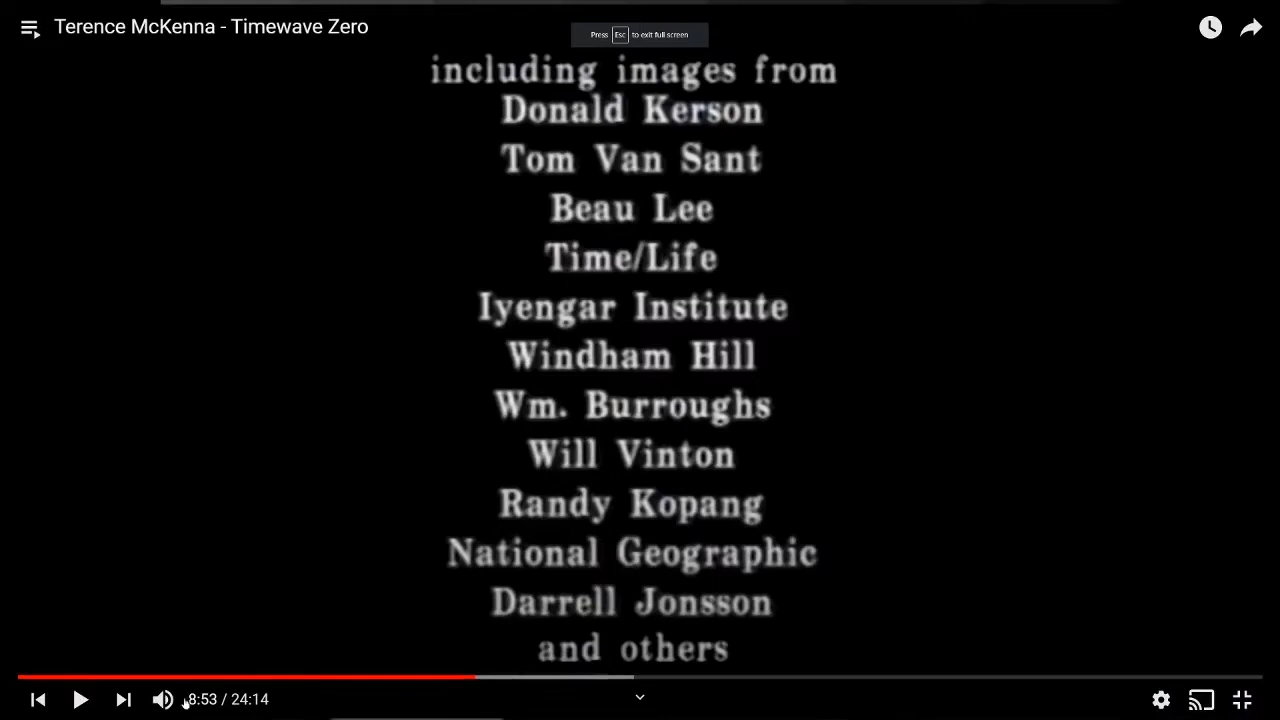 Terence McKenna - Timewave Zero
Press Esc to exit full screen
including images from
Donald Kerson
Tom Van Sant
Beau Lee
Time/Life
Iyengar Institute
Windham Hill
Wm. Burroughs
Will Vinton
Randy Kopang
National Geographic
Darrell Jonsson
and others
8:53 / 24:14